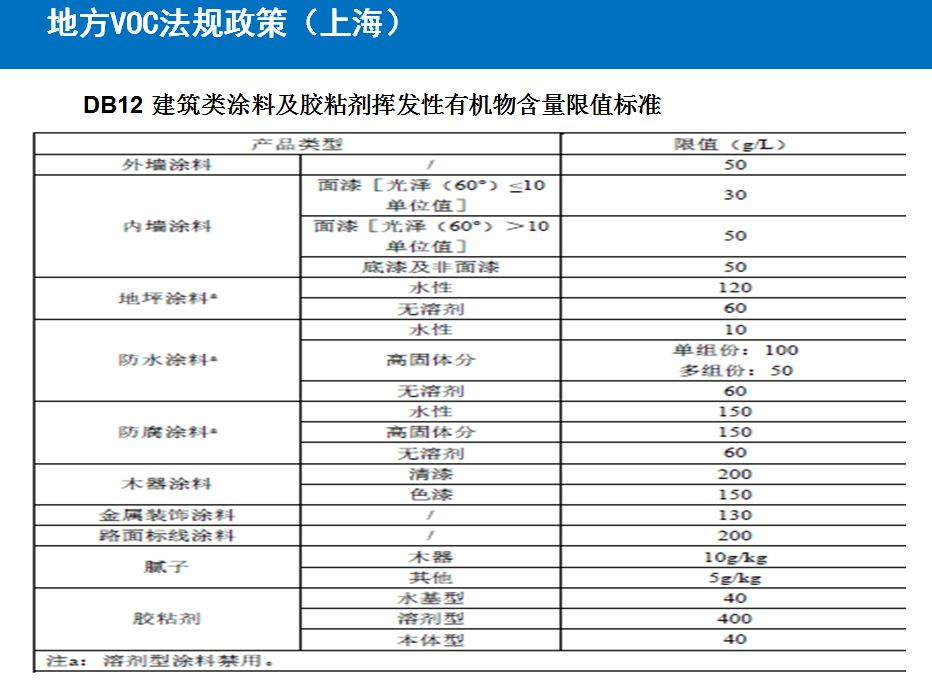 地方VOC法规政策（上海）
DB12 建筑类涂料及胶粘剂挥发性有机物含量限值标准
产品类型 限值（g/L）
外墙涂料 / 50
内墙涂料 面漆［光泽（60°）≤10
单位值］ 30
面漆［光泽（60°）＞10
单位值］ 50
底漆及非面漆 50
地坪涂料a 水性 120
无溶剂 60
防水涂料a 水性 10
高固体分 单组份：100
多组份：50
无溶剂 60
防腐涂料a 水性 150
高固体分 150
无溶剂 60
木器涂料 清漆 200
色漆 150
金属装饰涂料 / 130
路面标线涂料 / 200
腻子 木器 10g/kg
其他 5g/kg
胶粘剂 水基型 40
溶剂型 400
本体型 40
注a：溶剂型涂料禁用。